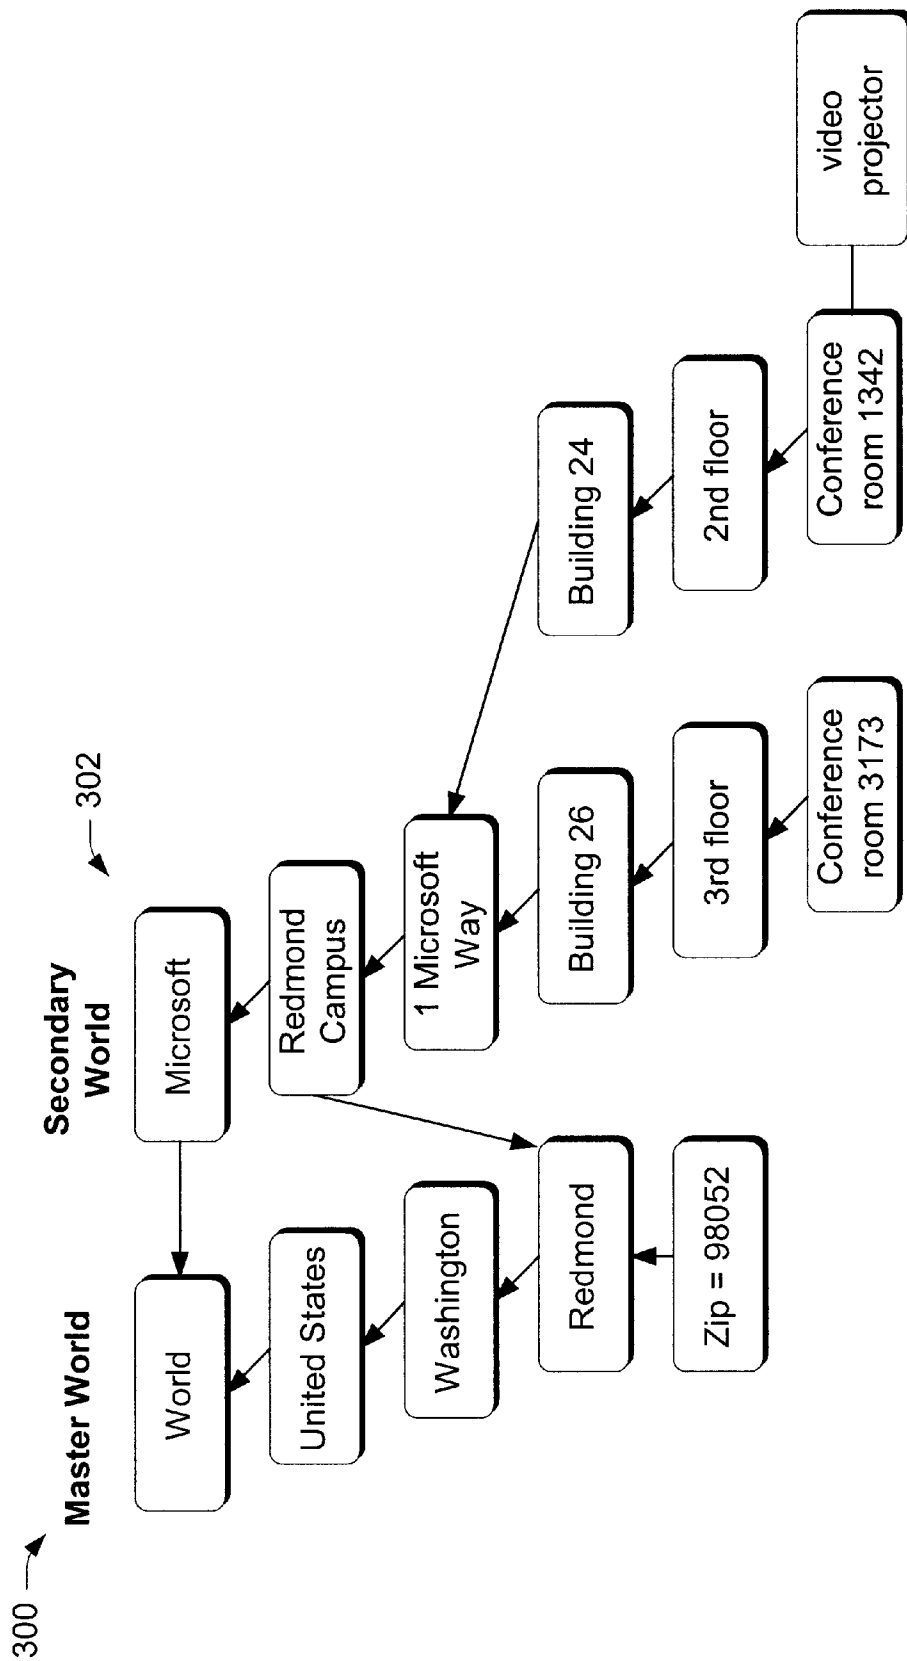 300
Master World
Secondary
World
302
World
Microsoft
United States
Redmond
Campus
Washington
1 Microsoft
Way
Redmond
Building 26
Building 24
Zip = 98052
3rd floor
2nd floor
Conference
room 3173
Conference
room 1342
video
projector